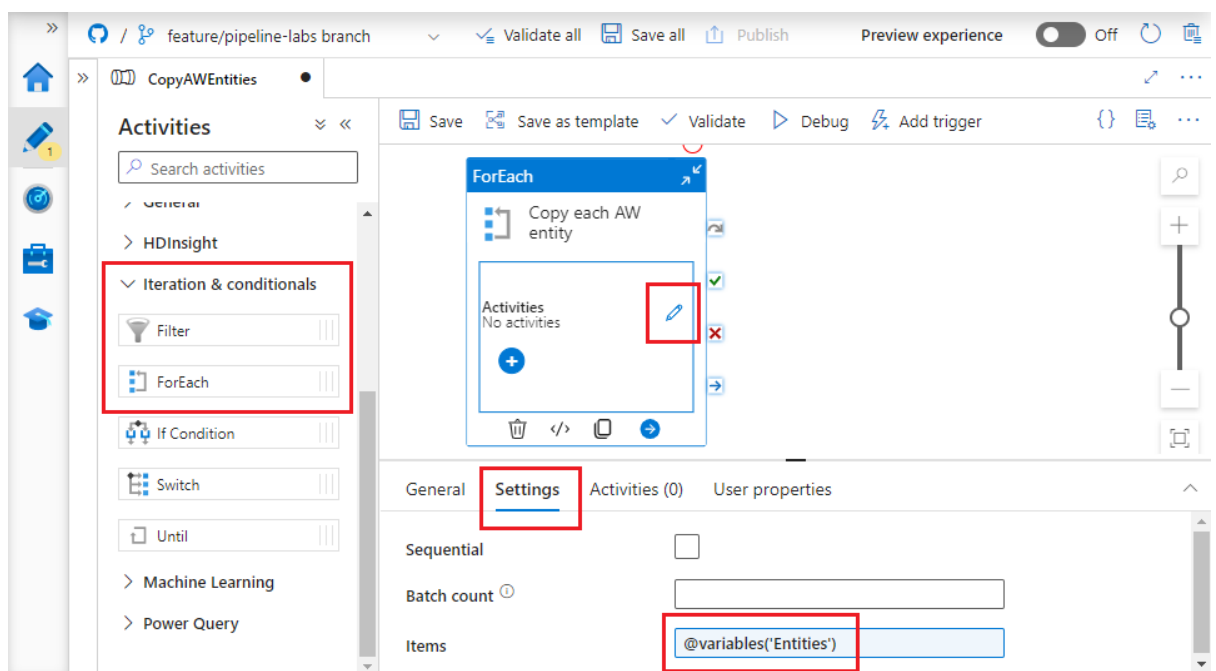 / feature/pipeline-labs branch Validate all Save all Publish Preview experience Off
CopyAWEntities
1
Activities
Search activities
General
HDInsight
Iteration & conditionals
Filter
ForEach
If Condition
Switch
Until
Machine Learning
Power Query
Save Save as template Validate Debug Add trigger {}
ForEach
Copy each AW
entity
Activities
No activities
General Settings Activities (0) User properties
Sequential
Batch count
Items @variables('Entities')